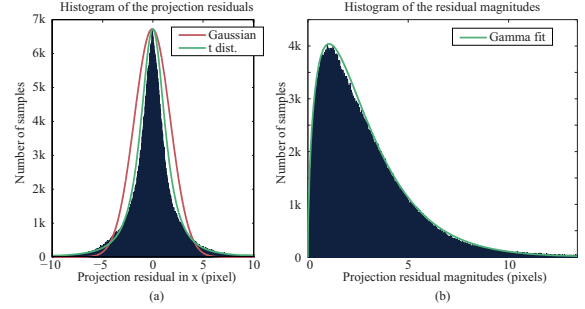 Histogram of the projection residuals
7k
6k
5k
4k
3k
2k
1k
0
Number of samples
Gaussian
t dist.
−10
−5
0
5
10
Projection residual in x (pixel)
(a)
Histogram of the residual magnitudes
4k
3k
2k
1k
0
Number of samples
Gamma fit
0
5
10
Projection residual magnitudes (pixels)
(b)